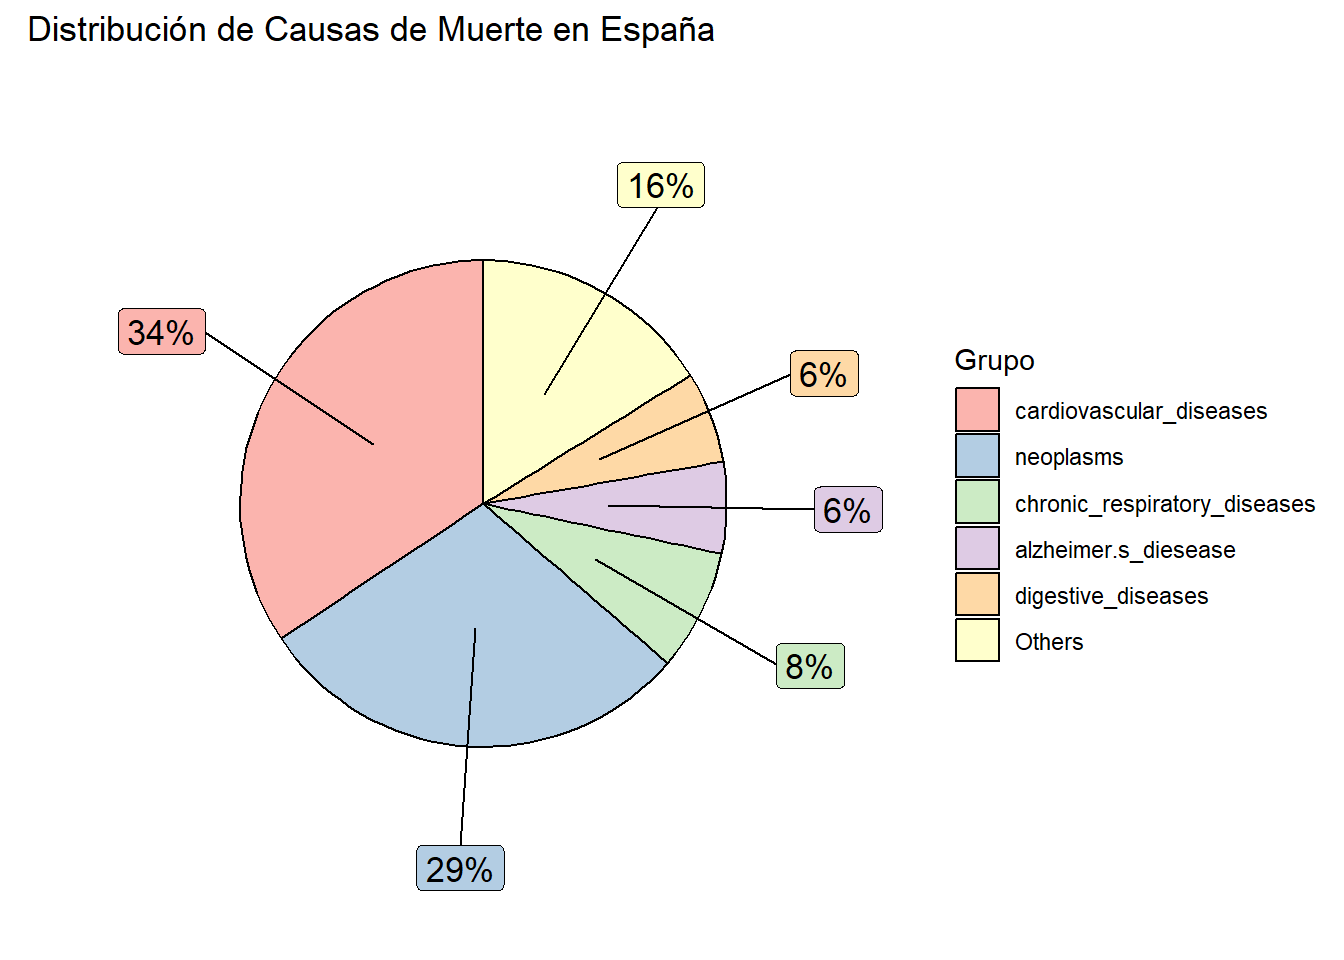 Distribución de Causas de Muerte en España
16%
34%
6%
6%
8%
29%
Grupo
cardiovascular_diseases
neoplasms
chronic_respiratory_diseases
alzheimer.s_diesease
digestive_diseases
Others